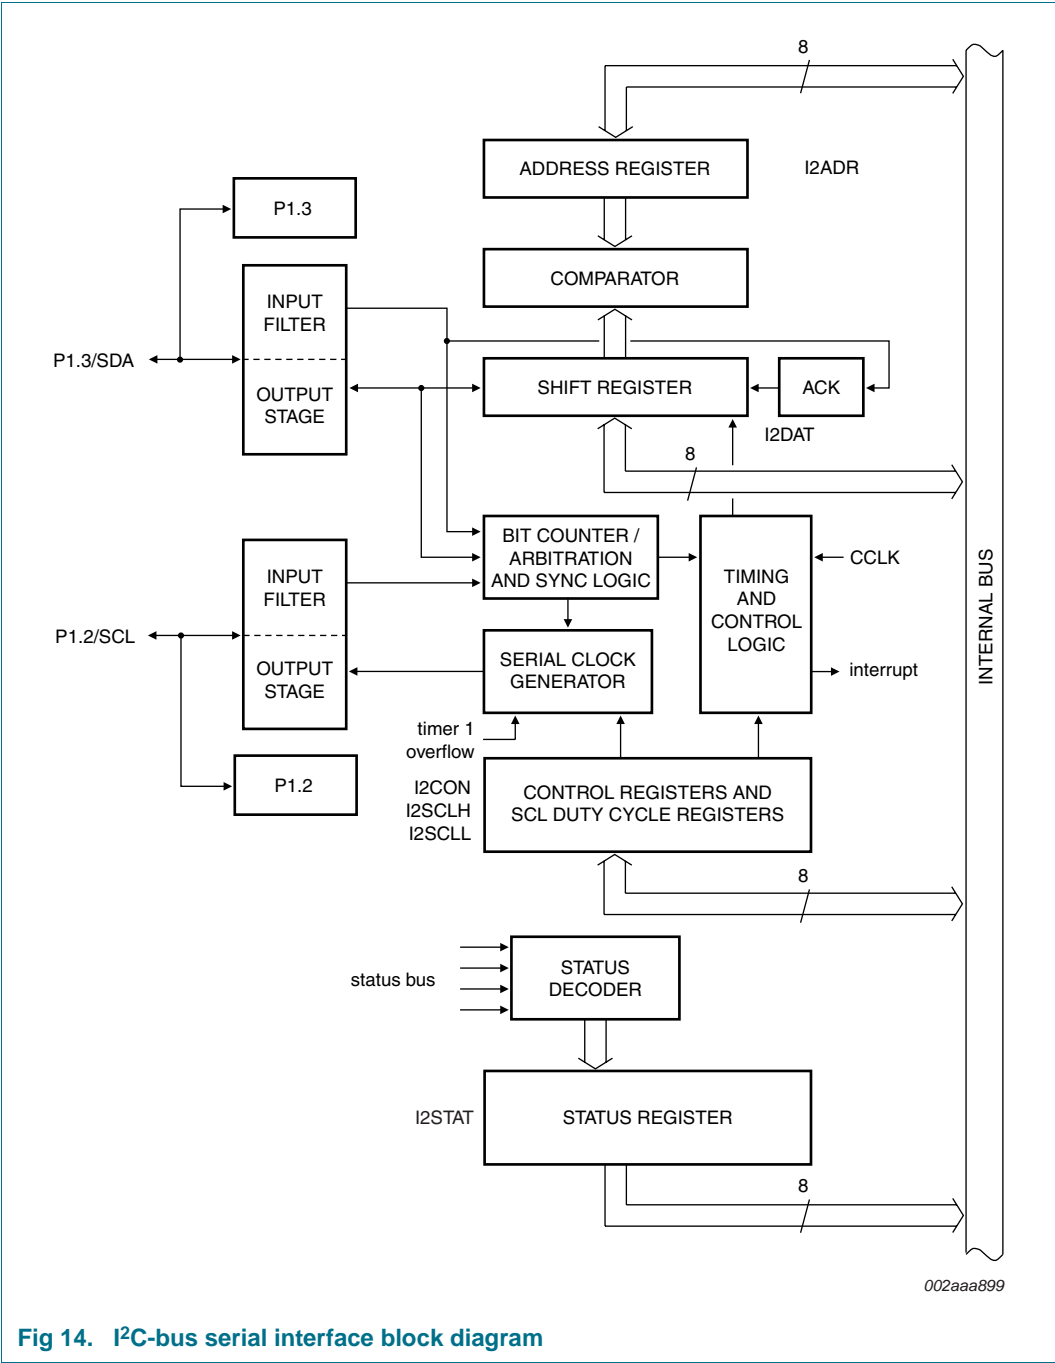 8
ADDRESS REGISTER
I2ADR
P1.3
COMPARATOR
INPUT
FILTER
P1.3/SDA
OUTPUT
STAGE
SHIFT REGISTER
ACK
I2DAT
8
BIT COUNTER /
ARBITRATION
AND SYNC LOGIC
INPUT
FILTER
TIMING
AND
CONTROL
LOGIC
CCLK
INTERNAL BUS
P1.2/SCL
OUTPUT
STAGE
SERIAL CLOCK
GENERATOR
interrupt
timer 1
overflow
P1.2
I2CON
I2SCLH
I2SCLL
CONTROL REGISTERS AND
SCL DUTY CYCLE REGISTERS
8
status bus
STATUS
DECODER
I2STAT
STATUS REGISTER
8
002aaa899
Fig 14. I²C-bus serial interface block diagram